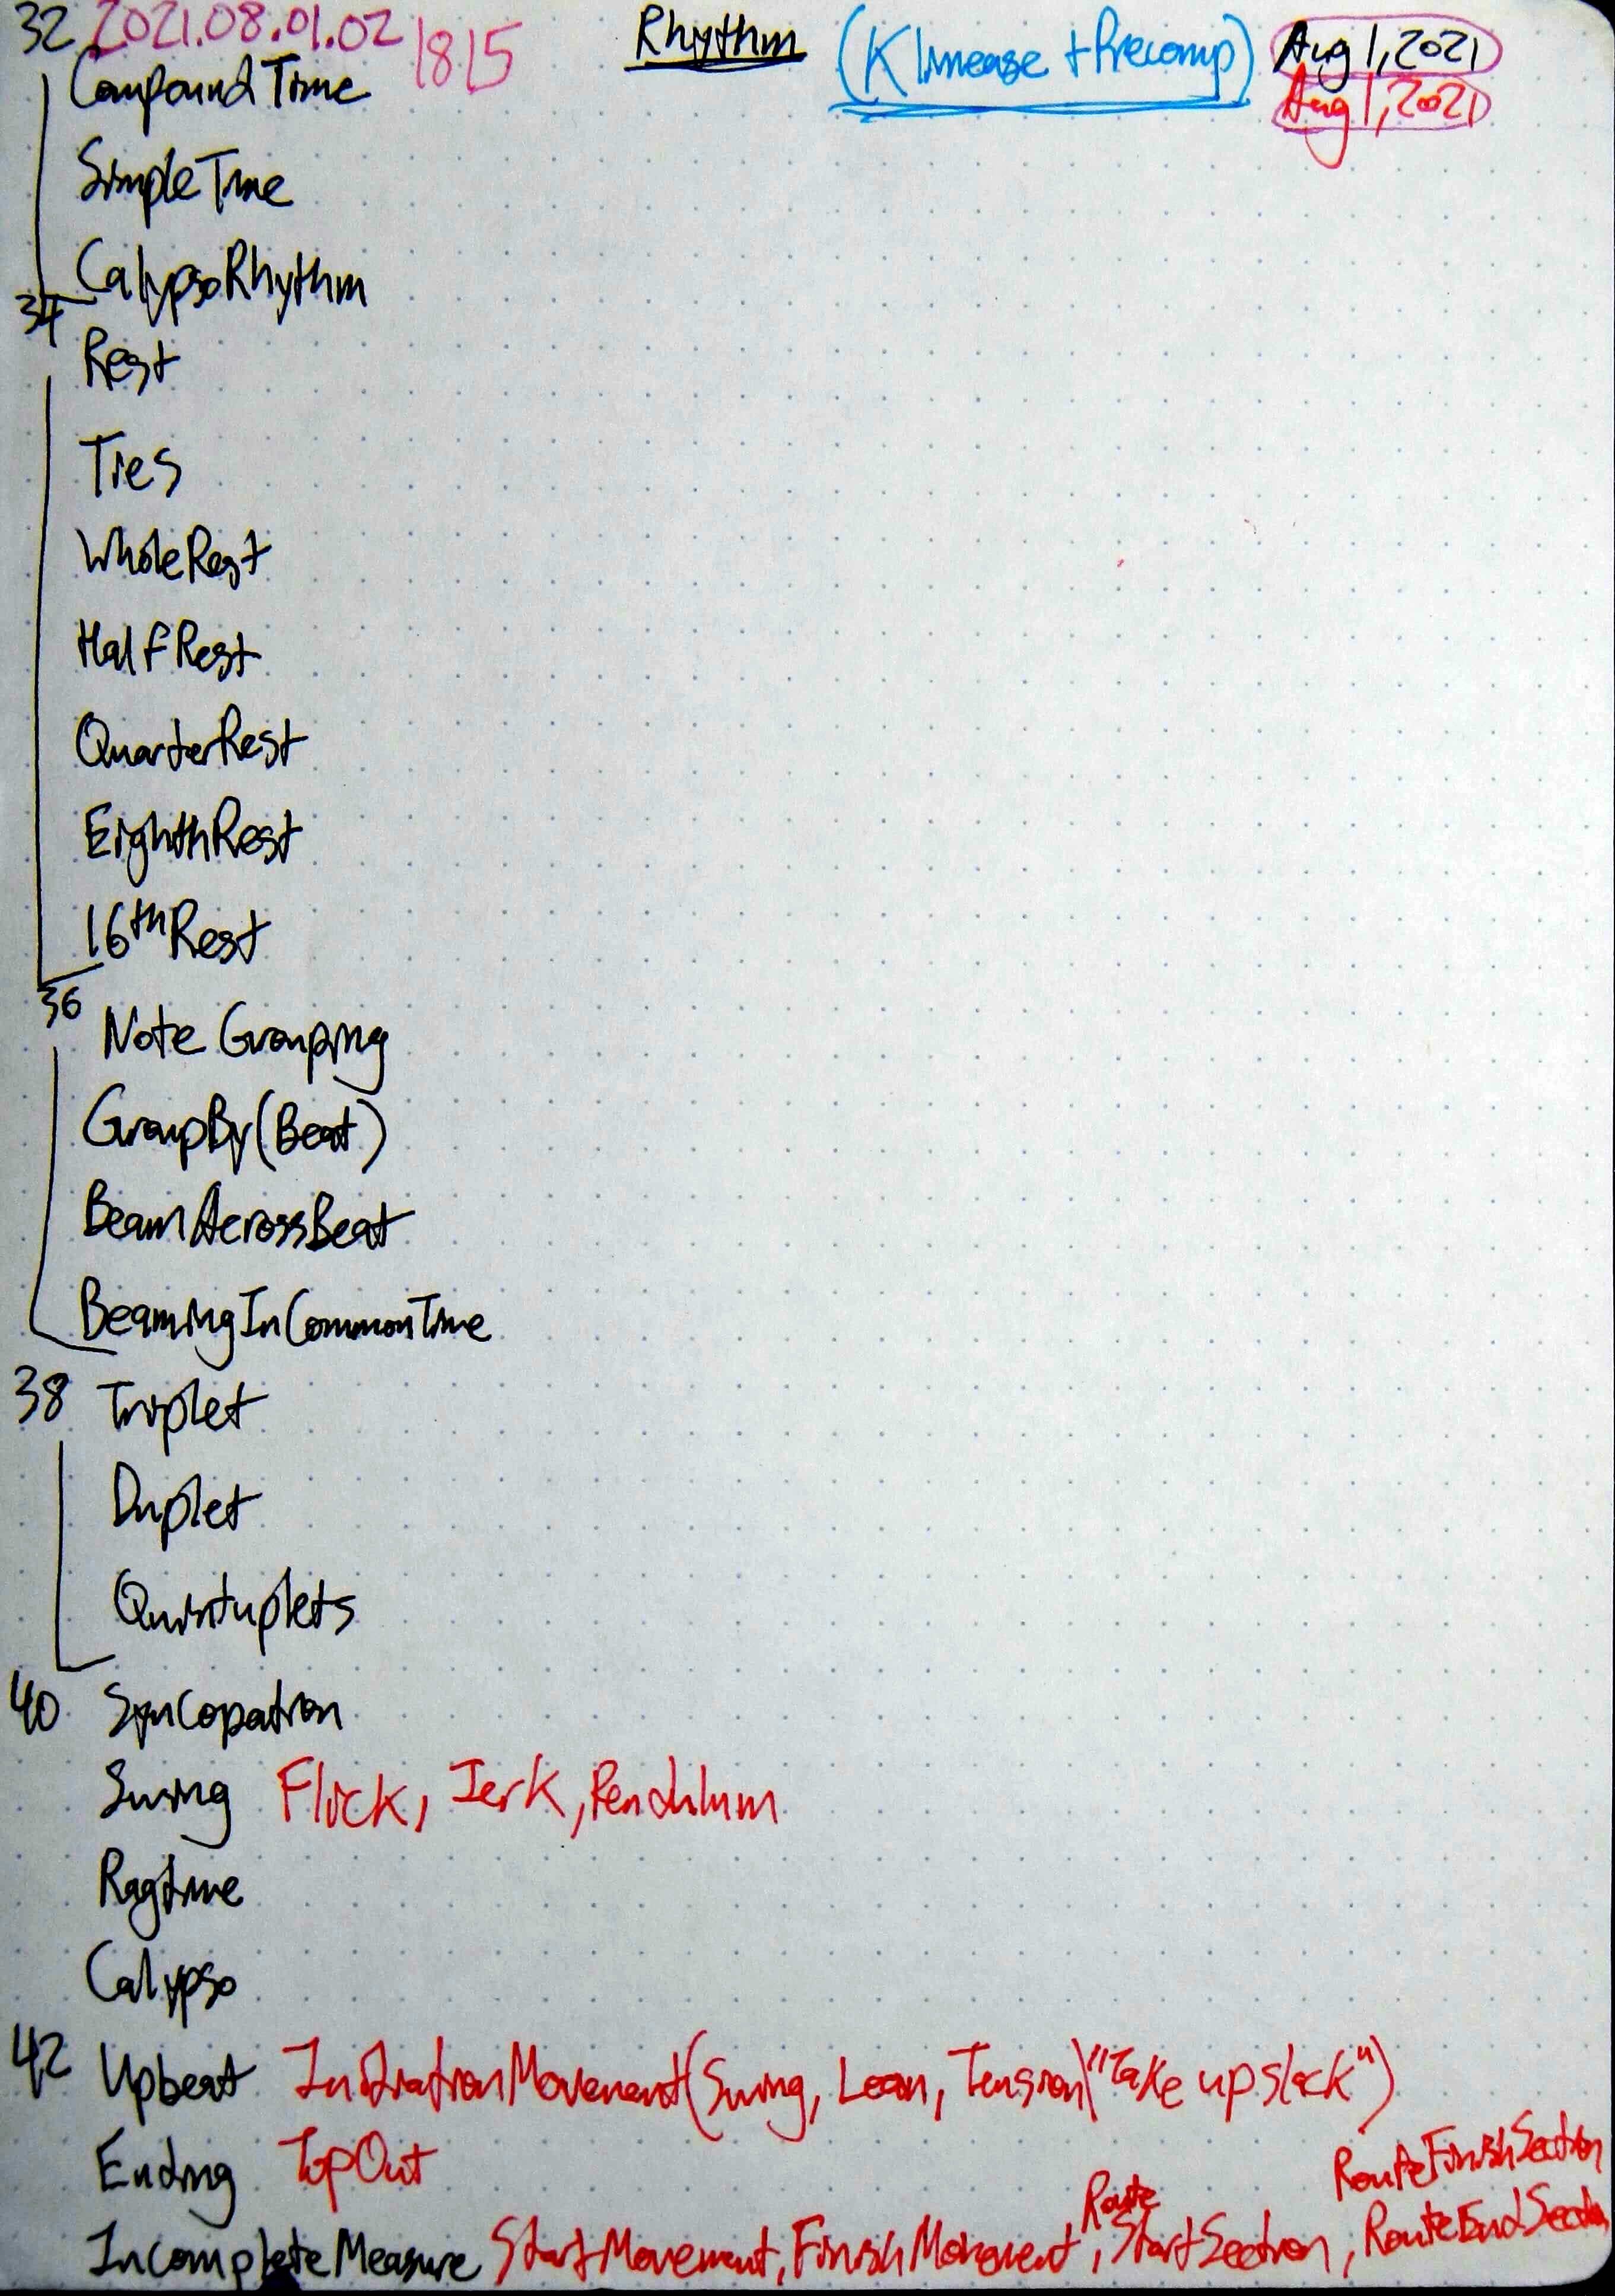 32 2021.08.01.02 1815 Rhythm (Klinease + Precomp) Aug 1, 2021
Aug 1, 2021
CompoundTime
SimpleTime
CalypsoRhythm
34
Rest
Ties
WholeRest
HalfRest
QuarterRest
EighthRest
16thRest
36
Note Grouping
GroupBy(Beat)
BeamAcrossBeat
BeamingInCommonTime
38 Triplet
Duplet
Quintuplets
40 Syncopation
Swing Flick, Jerk, Pendulum
Ragtime
Calypso
42 Upbeat InitiationMovement(Swing, Lean, Tension\"Take up slack")
Ending TopOut
RouteFinishSection
IncompleteMeasure StartMovement, FinishMovement, RouteStartSection, RouteEndSection